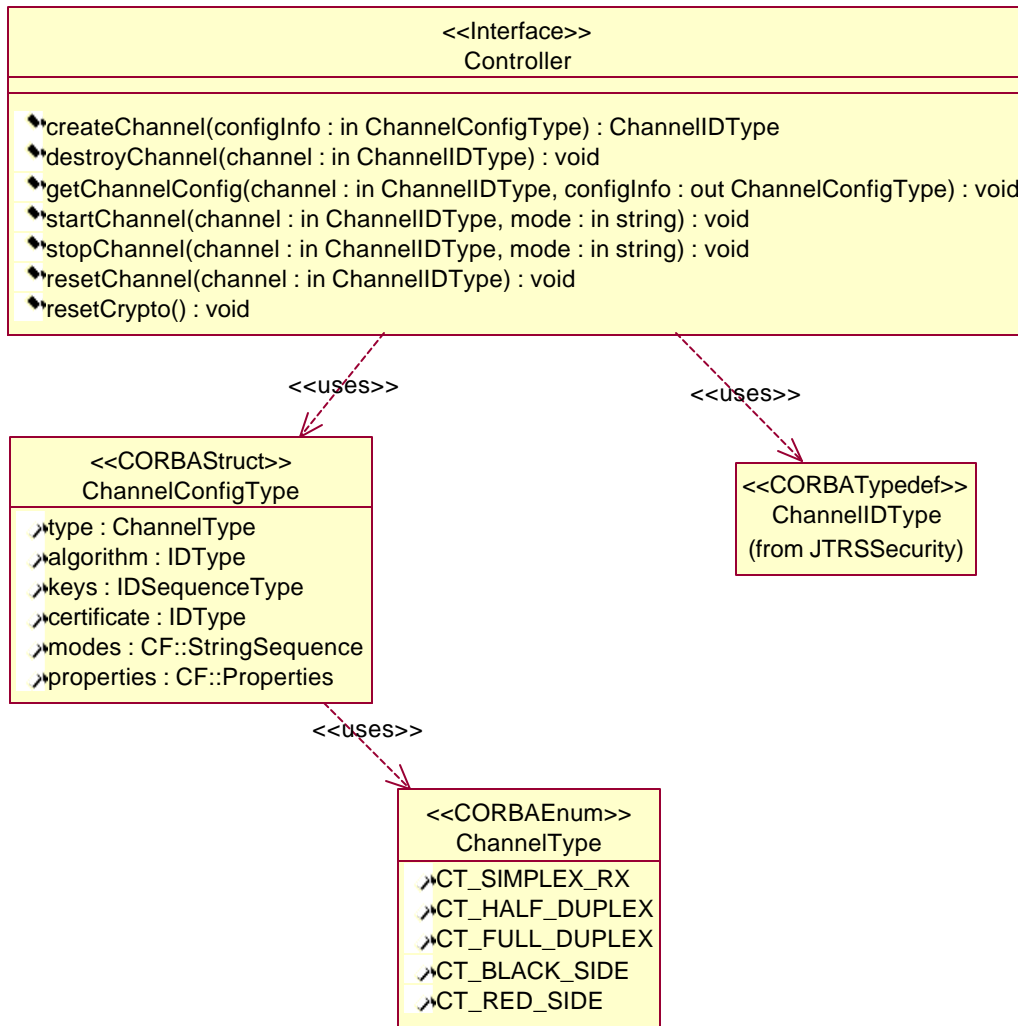 <<Interface>>
Controller
createChannel(configInfo : in ChannelConfigType) : ChannelIDType
destroyChannel(channel : in ChannelIDType) : void
getChannelConfig(channel : in ChannelIDType, configInfo : out ChannelConfigType) : void
startChannel(channel : in ChannelIDType, mode : in string) : void
stopChannel(channel : in ChannelIDType, mode : in string) : void
resetChannel(channel : in ChannelIDType) : void
resetCrypto() : void
<<uses>>
<<uses>>
<<CORBAStruct>>
ChannelConfigType
type : ChannelType
algorithm : IDType
keys : IDSequenceType
certificate : IDType
modes : CF::StringSequence
properties : CF::Properties
<<CORBATypedef>>
ChannelIDType
(from JTRSSecurity)
<<uses>>
<<CORBAEnum>>
ChannelType
CT_SIMPLEX_RX
CT_HALF_DUPLEX
CT_FULL_DUPLEX
CT_BLACK_SIDE
CT_RED_SIDE